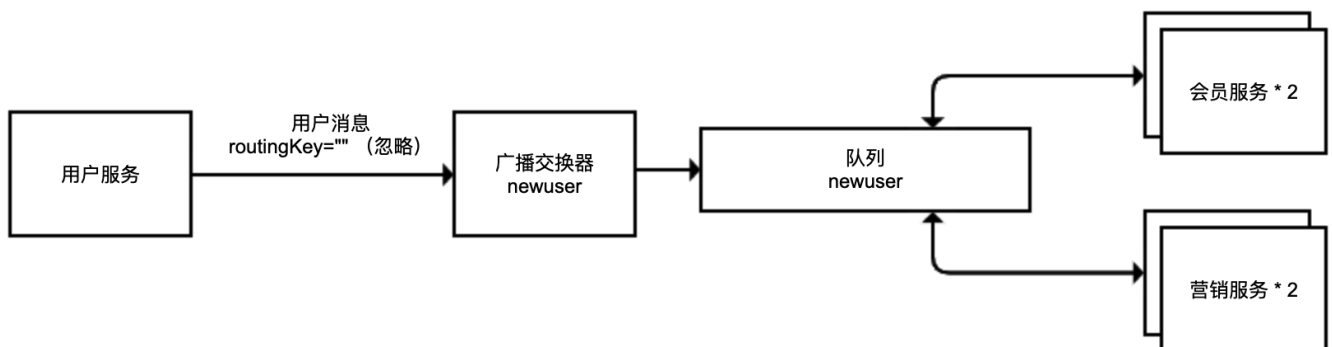 用户服务
用户消息
routingKey="" （忽略）
广播交换器
newuser
队列
newuser
会员服务 * 2
营销服务 * 2